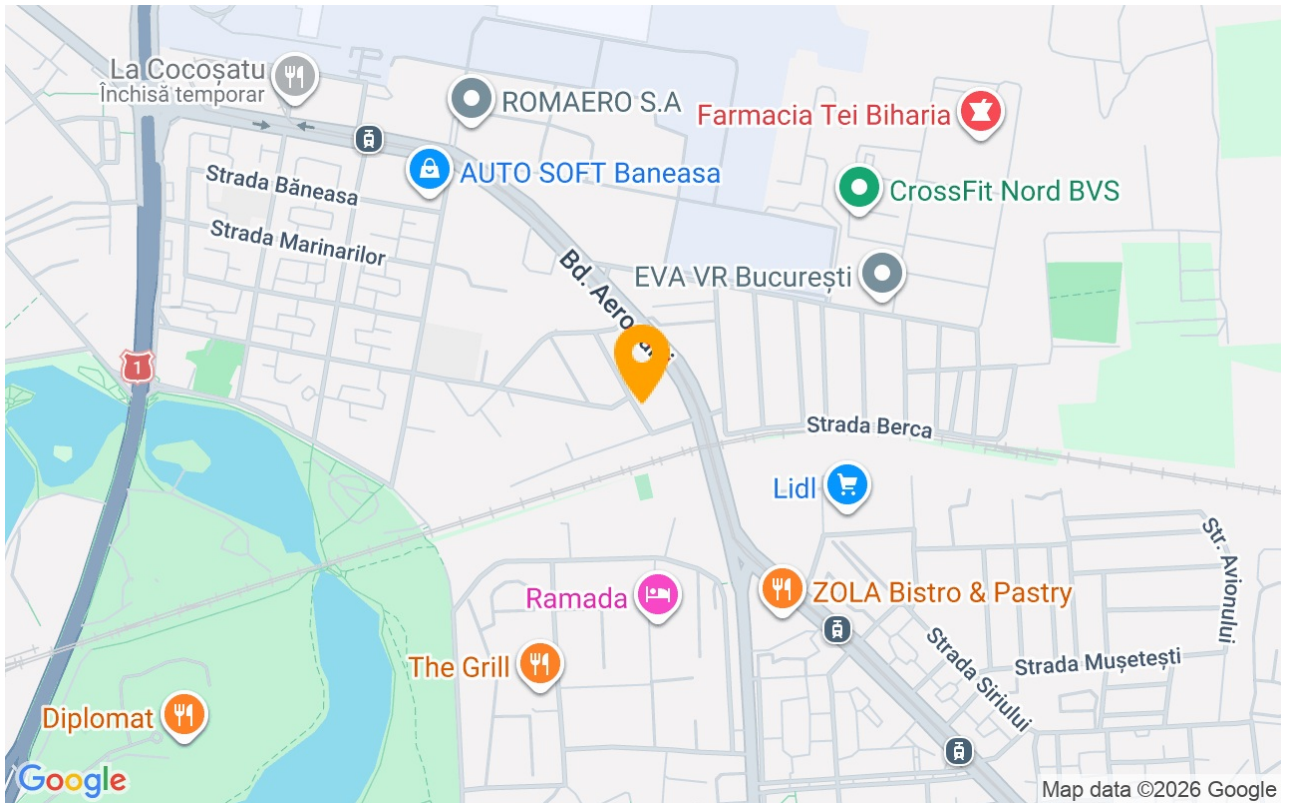 La Cocoșatu
Închisă temporar
ROMAERO S.A
Farmacia Tei Biharia
AUTO SOFT Baneasa
Strada Băneasa
CrossFit Nord BVS
Strada Marinarilor
Bd. Aero
EVA VR București
1
Strada Berca
Lidl
Str. Avionului
Ramada
ZOLA Bistro & Pastry
The Grill
Strada Siriului
Strada Mușetești
Diplomat
Google
Map data ©2026 Google